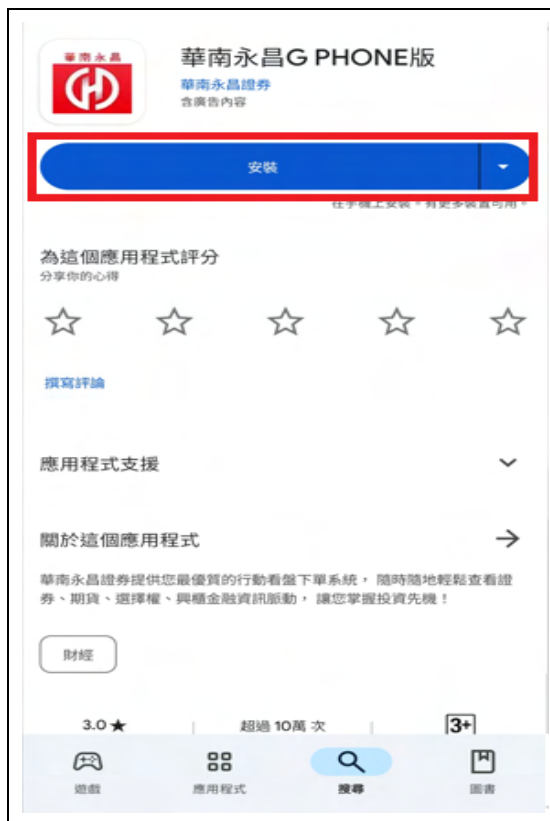 華南永昌
華南永昌G PHONE版
華南永昌證券
含廣告內容
安裝
在手機上安裝。有更多裝置可用。
為這個應用程式評分
分享你的心得
撰寫評論
應用程式支援
關於這個應用程式
華南永昌證券提供您最優質的行動看盤下單系統, 隨時隨地輕鬆查看證
券、期貨、選擇權、興櫃金融資訊脈動, 讓您掌握投資先機!
財經
3.0★
超過 10萬 次
3+
遊戲
應用程式
搜尋
圖書